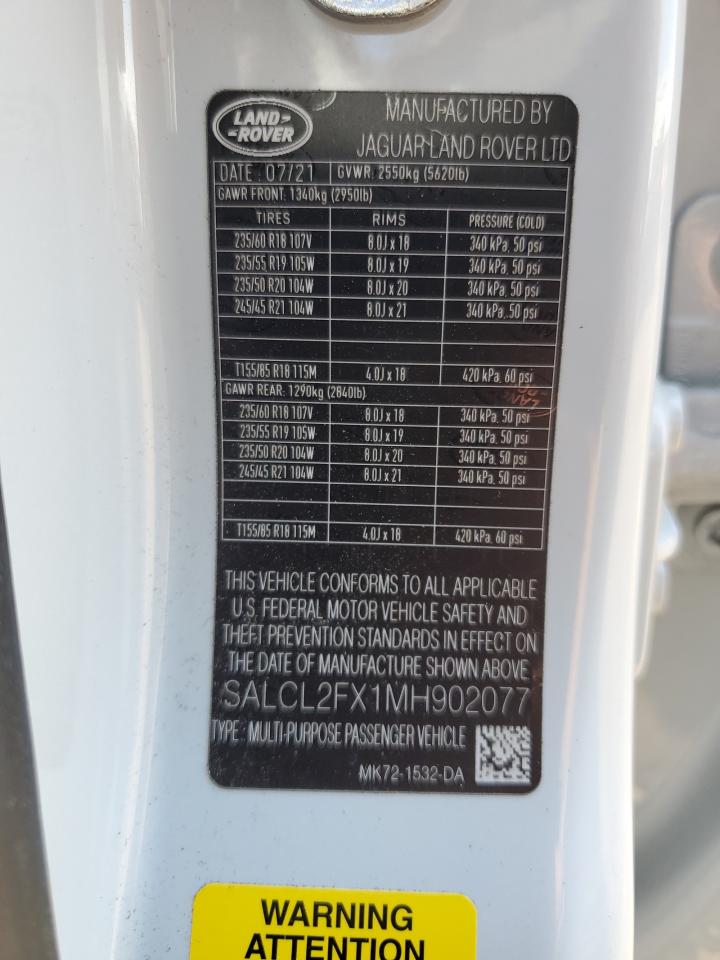 LAND-
-ROVER
MANUFACTURED BY
JAGUAR LAND ROVER LTD
DATE: 07/21 GVWR: 2550kg (5620lb)
GAWR FRONT: 1340kg (2950lb)
TIRES RIMS PRESSURE (COLD)
235/60 R18 107V 8.0J x 18 340 kPa, 50 psi
235/55 R19 105W 8.0J x 19 340 kPa, 50 psi
235/50 R20 104W 8.0J x 20 340 kPa, 50 psi
245/45 R21 104W 8.0J x 21 340 kPa, 50 psi
T155/85 R18 115M 4.0J x 18 420 kPa, 60 psi
GAWR REAR: 1290kg (2840lb)
235/60 R18 107V 8.0J x 18 340 kPa, 50 psi
235/55 R19 105W 8.0J x 19 340 kPa, 50 psi
235/50 R20 104W 8.0J x 20 340 kPa, 50 psi
245/45 R21 104W 8.0J x 21 340 kPa, 50 psi
T155/85 R18 115M 4.0J x 18 420 kPa, 60 psi
THIS VEHICLE CONFORMS TO ALL APPLICABLE
U.S. FEDERAL MOTOR VEHICLE SAFETY AND
THEFT PREVENTION STANDARDS IN EFFECT ON
THE DATE OF MANUFACTURE SHOWN ABOVE
SALCL2FX1MH902077
TYPE: MULTI-PURPOSE PASSENGER VEHICLE
MK72-1532-DA
WARNING
ATTENTION